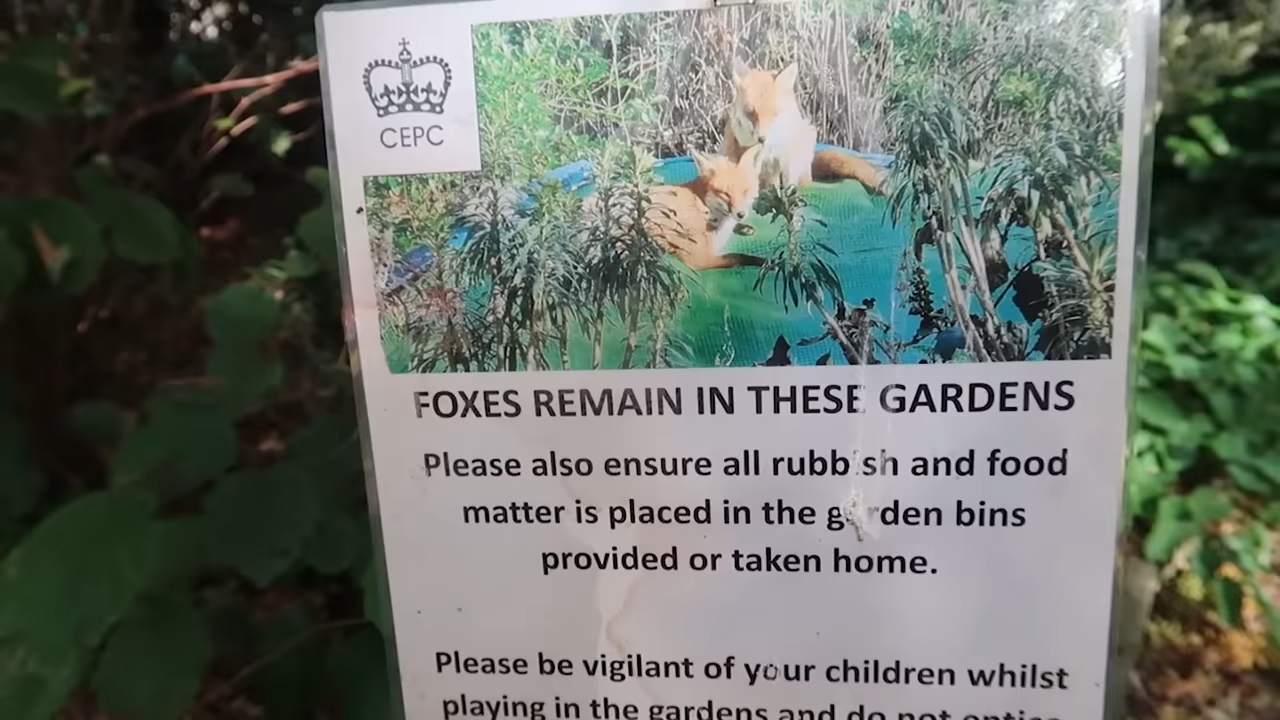 CEPC
FOXES REMAIN IN THESE GARDENS
Please also ensure all rubbish and food
matter is placed in the garden bins
provided or taken home.
Please be vigilant of your children whilst
playing in the gardens and do not entice